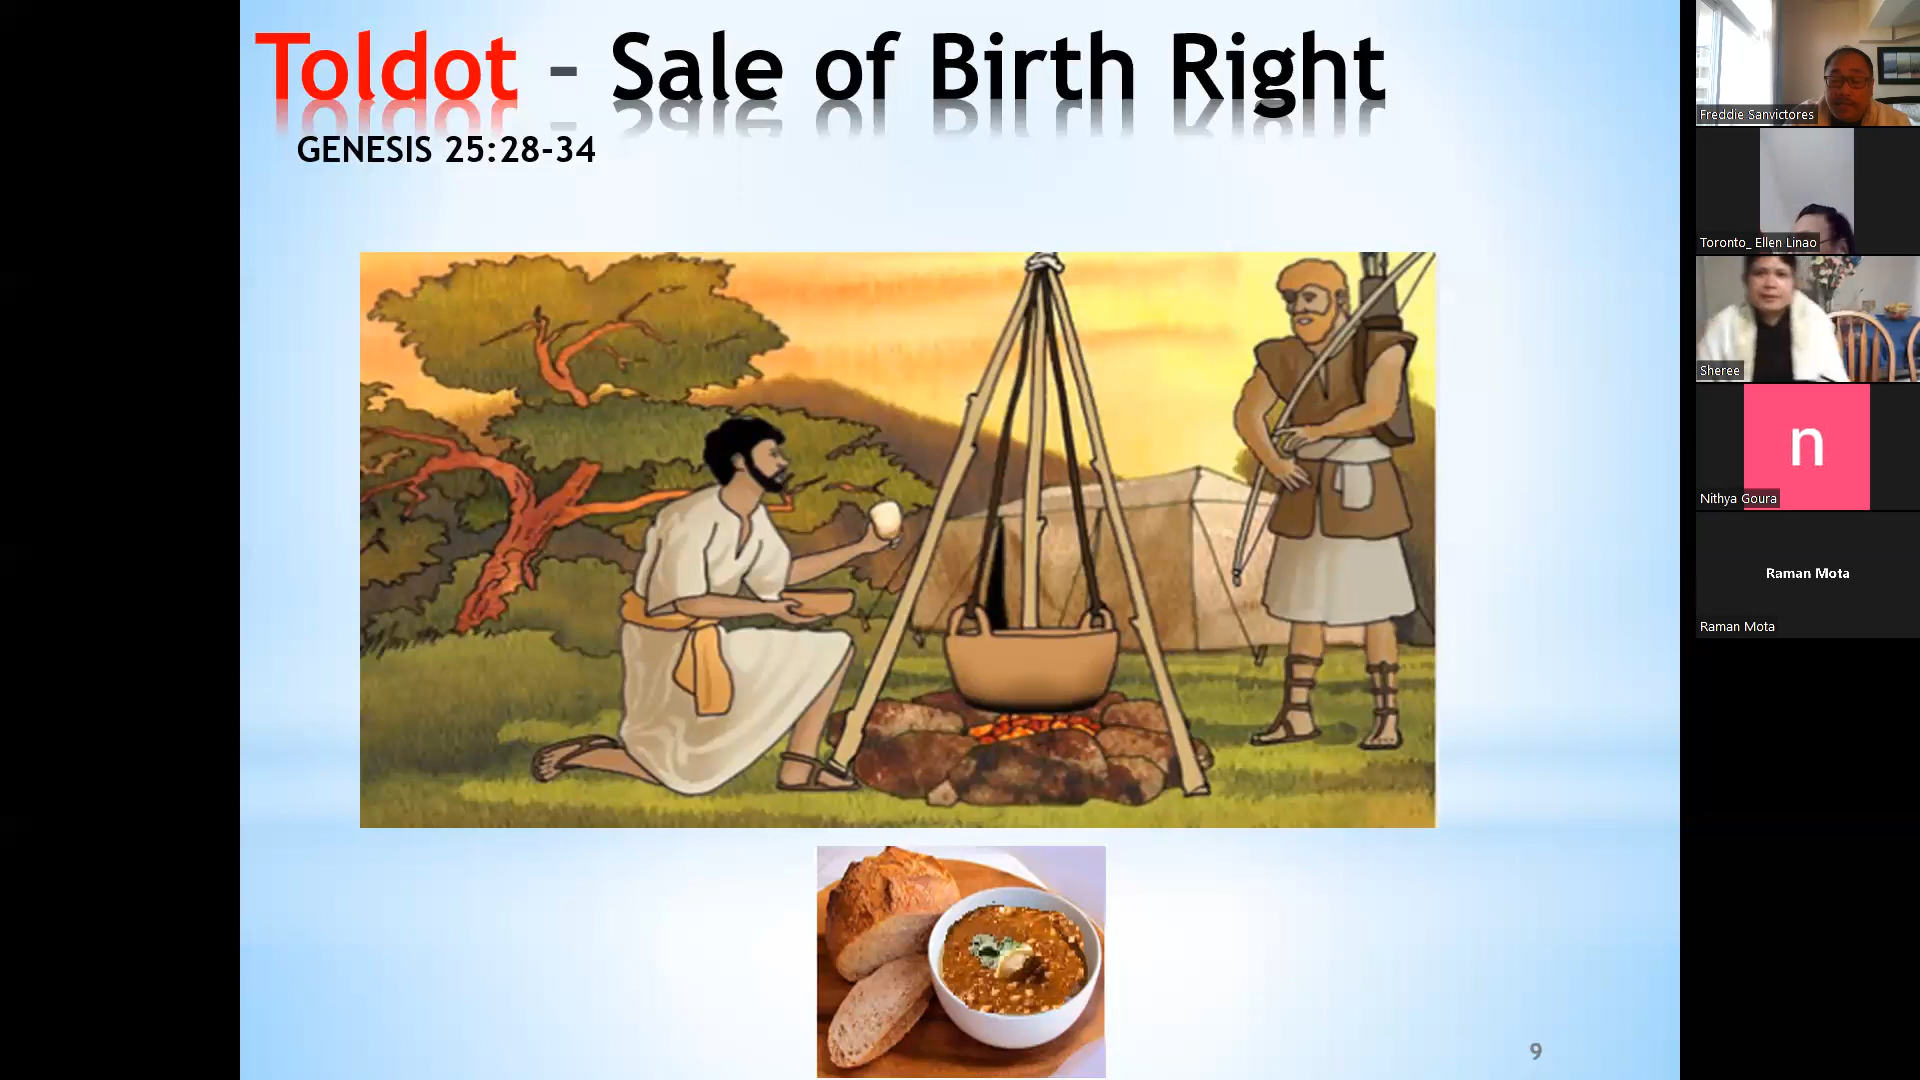 Toldot - Sale of Birth Right
GENESIS 25:28-34
9
Freddie Sanvictores
Toronto_ Ellen Linao
Sheree
n
Nithya Goura
Raman Mota
Raman Mota